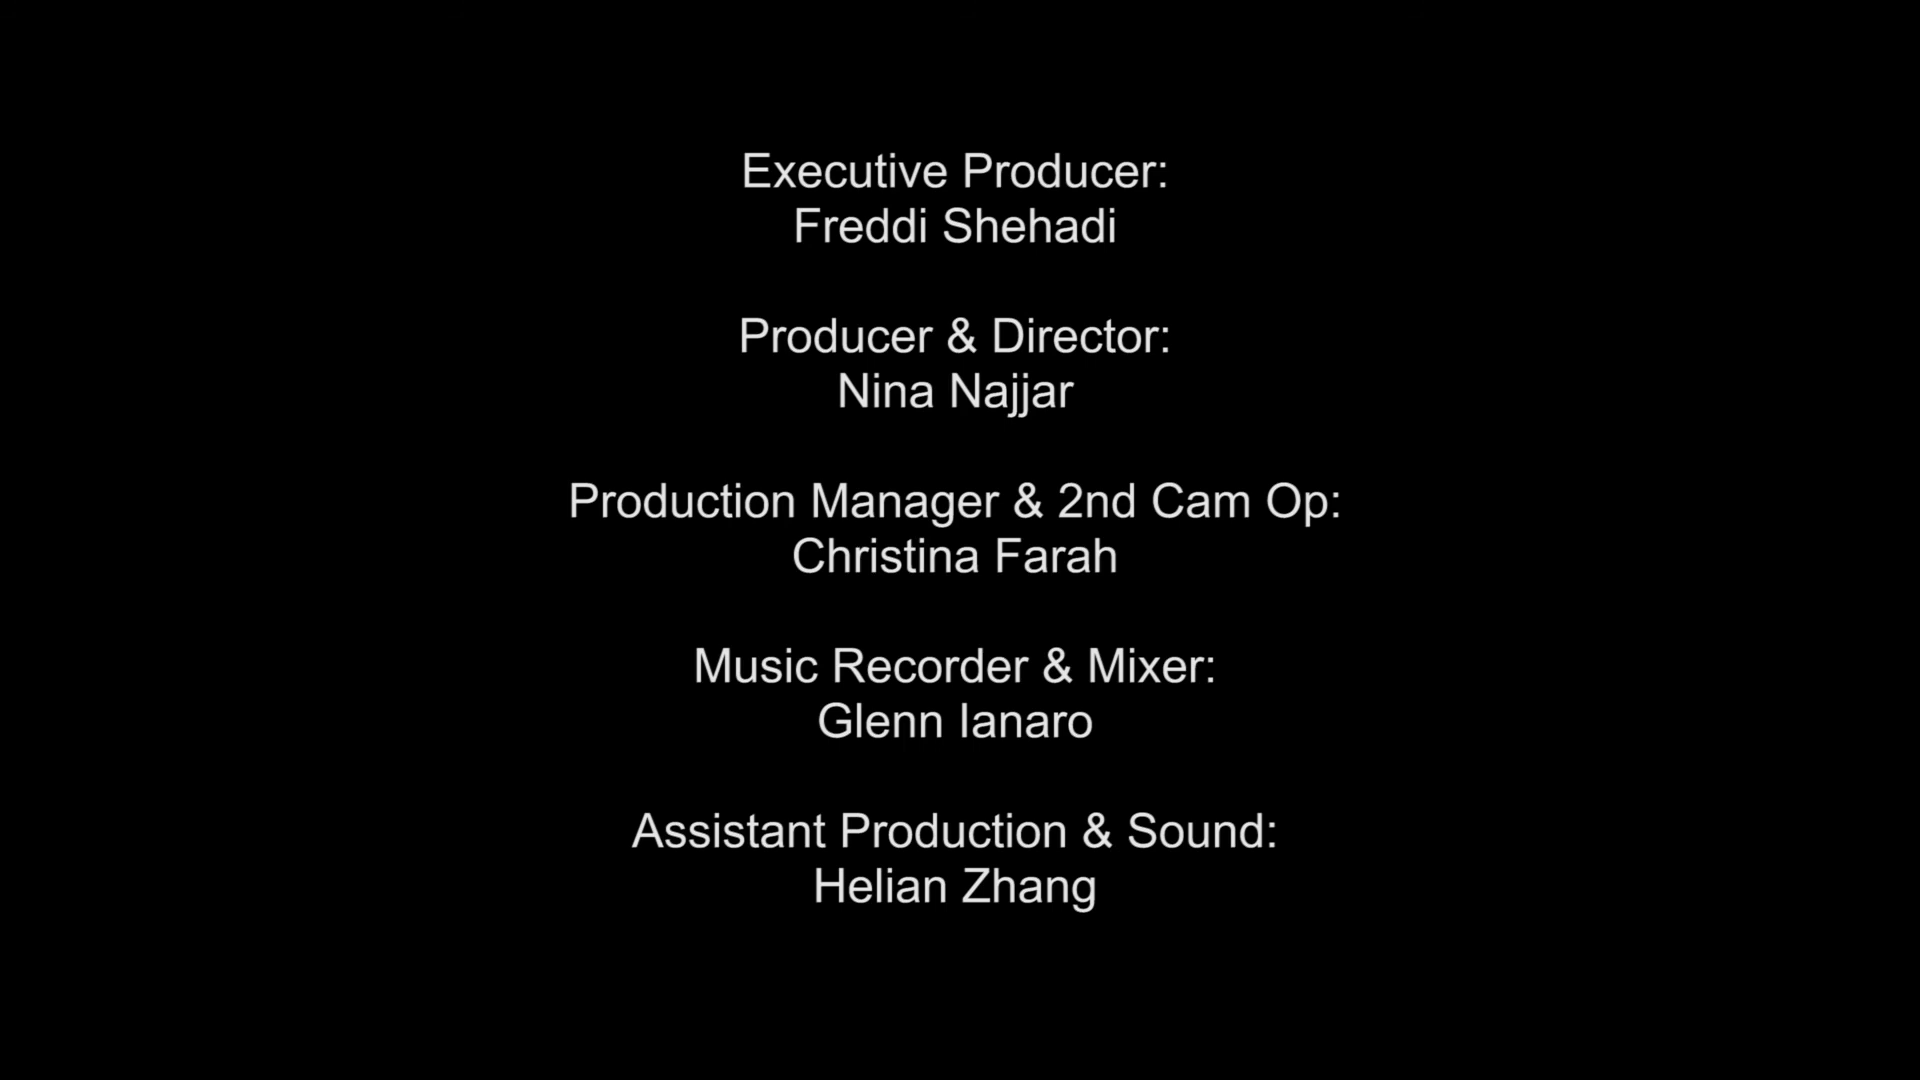 Executive Producer:
Freddi Shehadi
Producer & Director:
Nina Najjar
Production Manager & 2nd Cam Op:
Christina Farah
Music Recorder & Mixer:
Glenn Ianaro
Assistant Production & Sound:
Helian Zhang